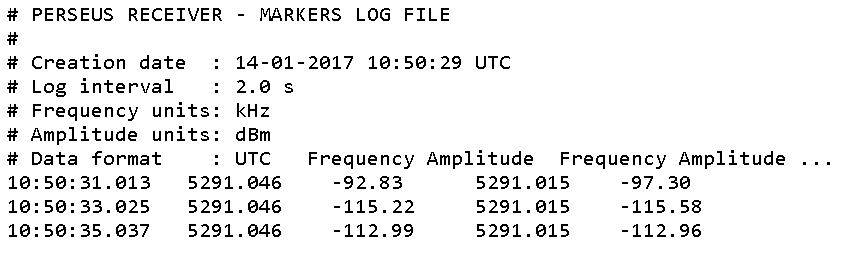 # PERSEUS RECEIVER - MARKERS LOG FILE
#
# Creation date  : 14-01-2017 10:50:29 UTC
# Log interval   : 2.0 s
# Frequency units: kHz
# Amplitude units: dBm
# Data format    : UTC   Frequency Amplitude  Frequency Amplitude ...
10:50:31.013   5291.046    -92.83     5291.015    -97.30
10:50:33.025   5291.046    -115.22    5291.015    -115.58
10:50:35.037   5291.046    -112.99    5291.015    -112.96